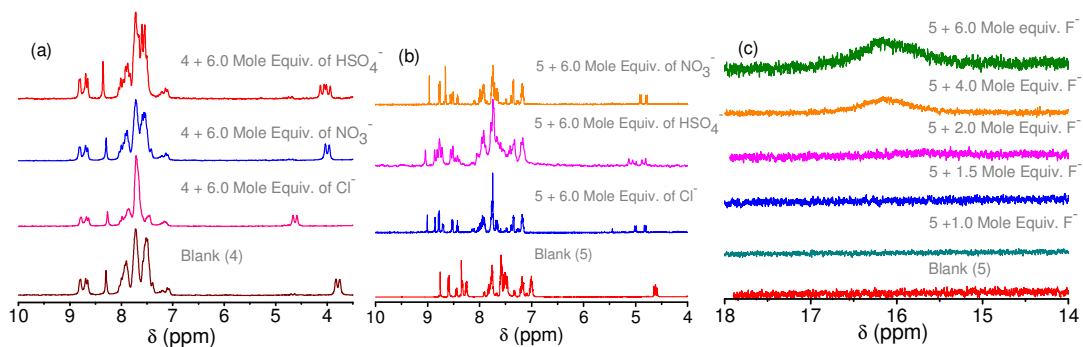 (a)
4 + 6.0 Mole Equiv. of HSO₄⁻
4 + 6.0 Mole Equiv. of NO₃⁻
4 + 6.0 Mole Equiv. of Cl⁻
Blank (4)
10 9 8 7 6 5 4
δ (ppm)
(b)
5 + 6.0 Mole Equiv. of NO₃⁻
5 + 6.0 Mole Equiv. of HSO₄⁻
5 + 6.0 Mole Equiv. of Cl⁻
Blank (5)
10 9 8 7 6 5 4
δ (ppm)
(c)
5 + 6.0 Mole equiv. F⁻
5 + 4.0 Mole Equiv. F⁻
5 + 2.0 Mole Equiv. F⁻
5 + 1.5 Mole Equiv. F⁻
5 +1.0 Mole Equiv. F⁻
Blank (5)
18 17 16 15 14
δ (ppm)